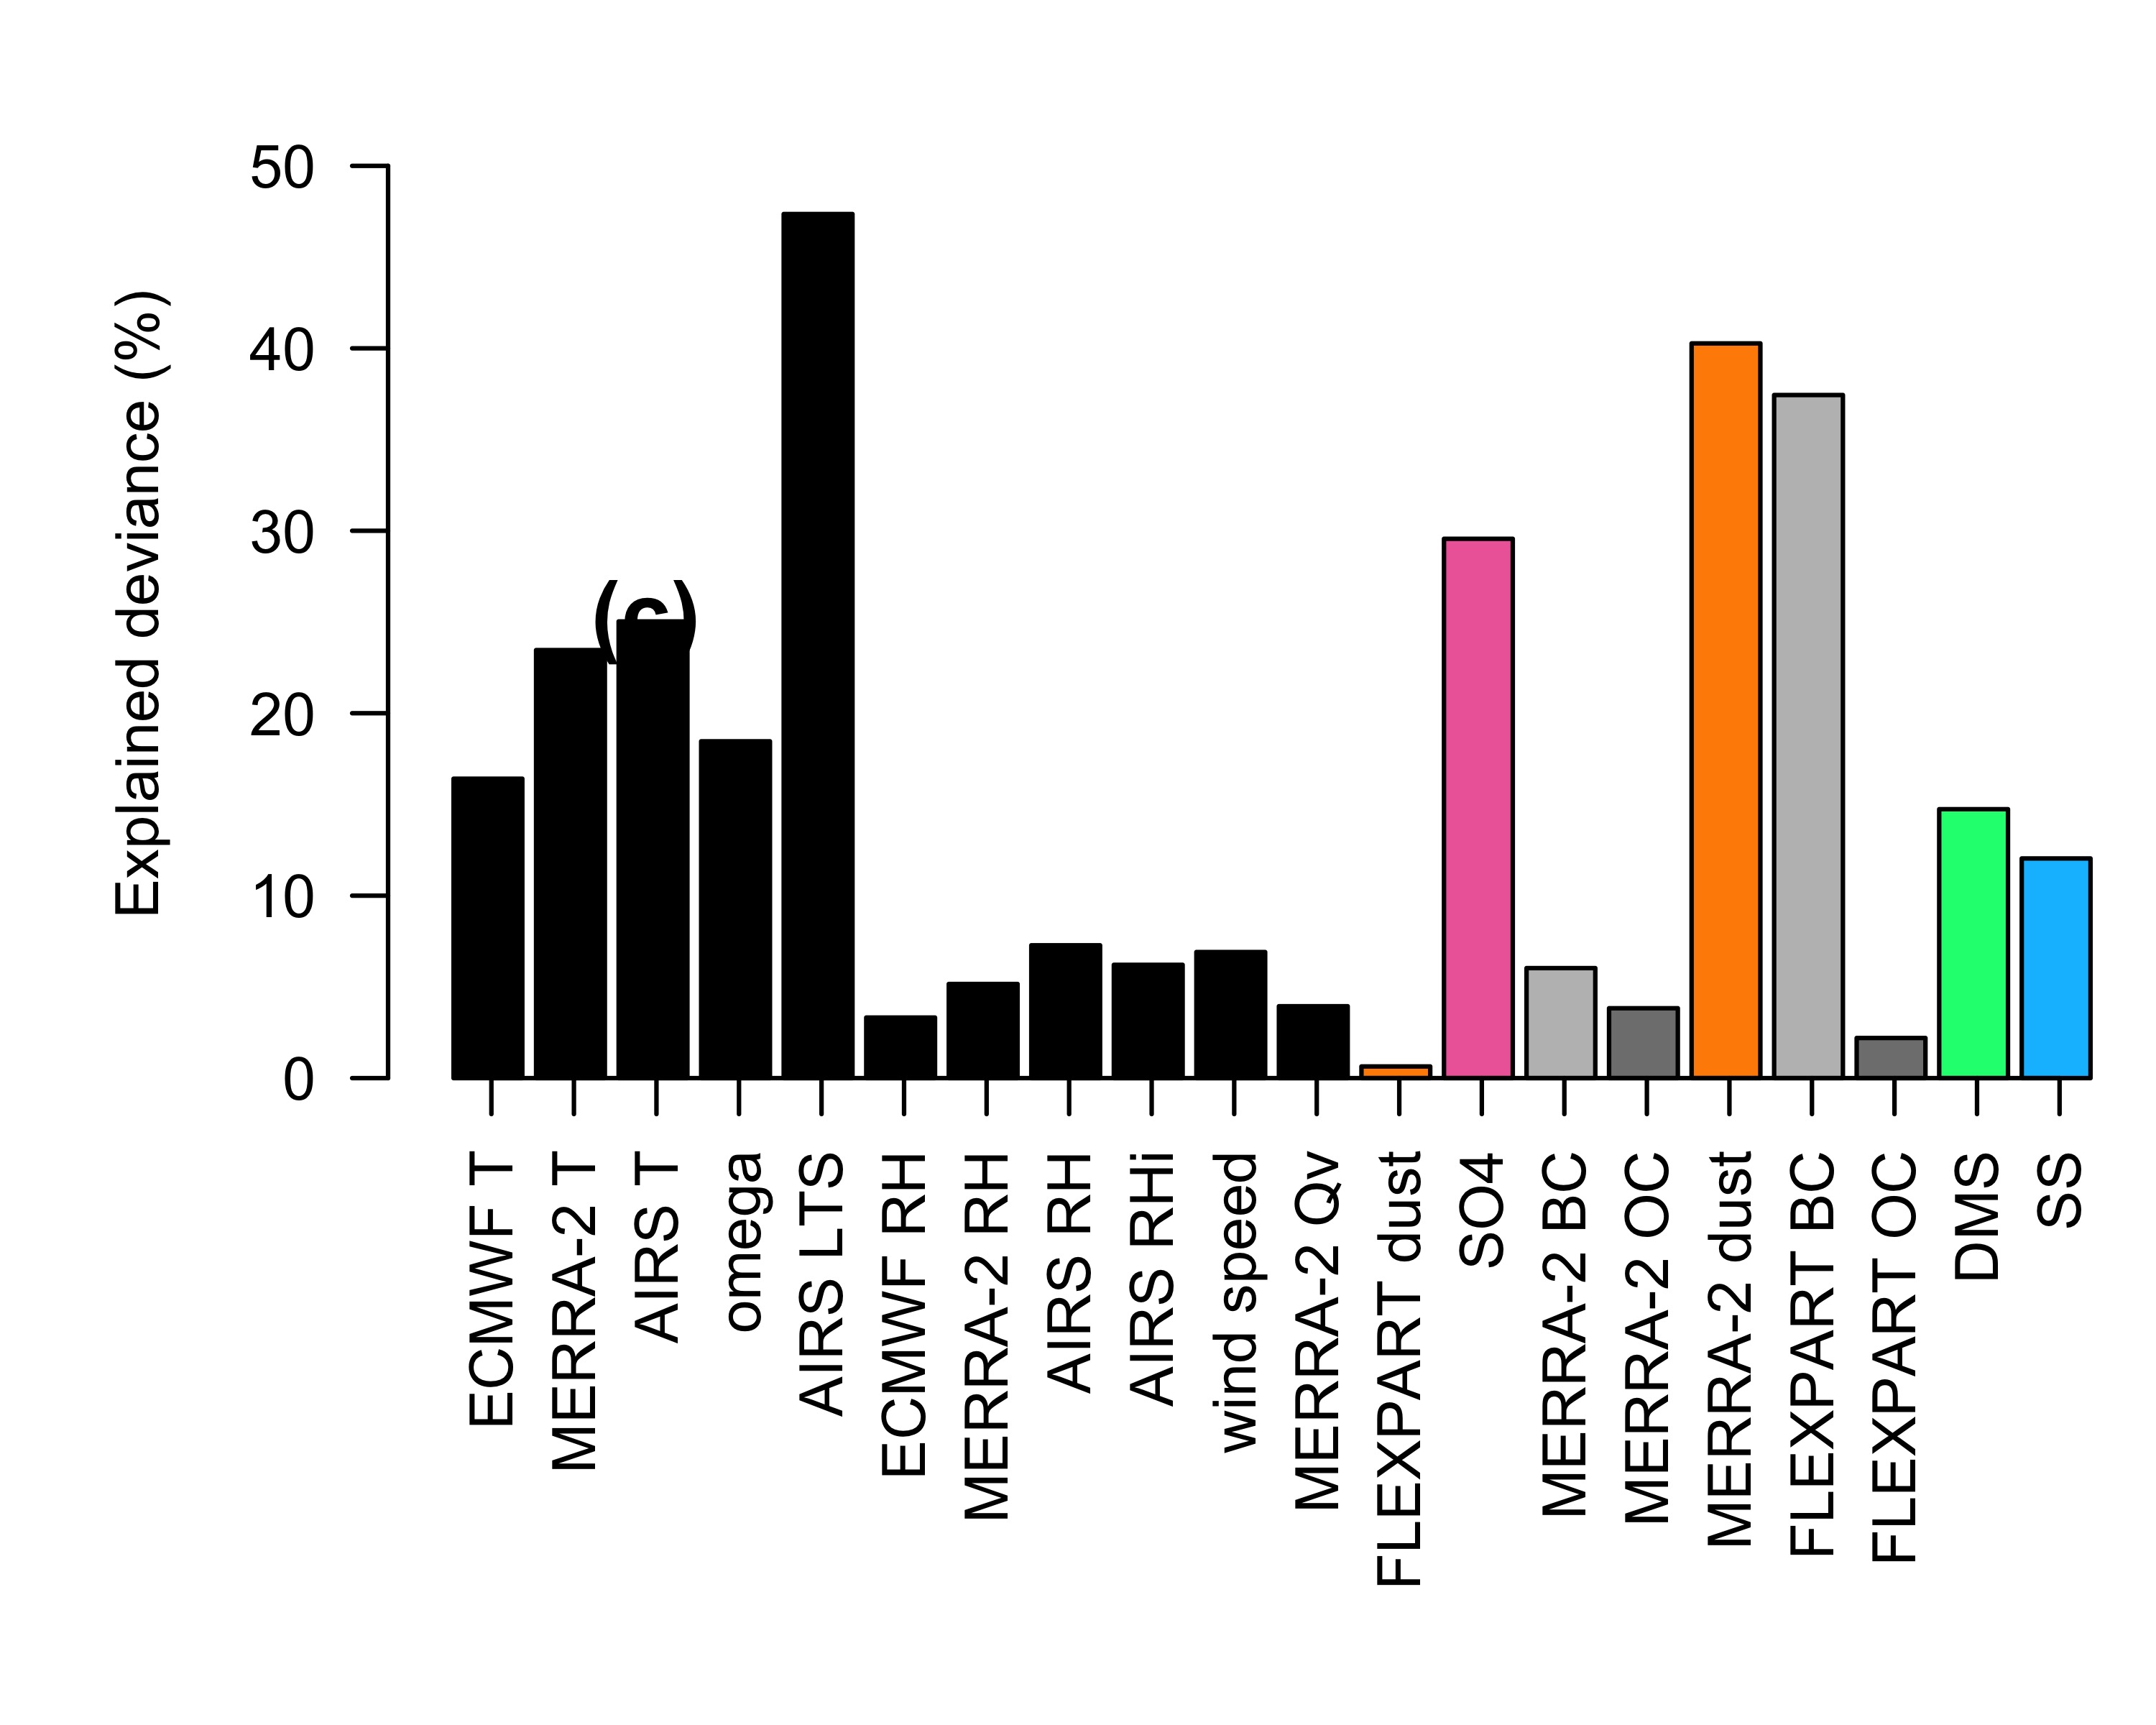 Explained deviance (%)
50
40
30
20
10
0
(c)
ECMWF T
MERRA-2 T
AIRS T
omega
AIRS LTS
ECMWF RH
MERRA-2 RH
AIRS RH
AIRS RHi
wind speed
MERRA-2 Qv
FLEXPART dust
SO4
MERRA-2 BC
MERRA-2 OC
MERRA-2 dust
FLEXPART BC
FLEXPART OC
DMS
SS